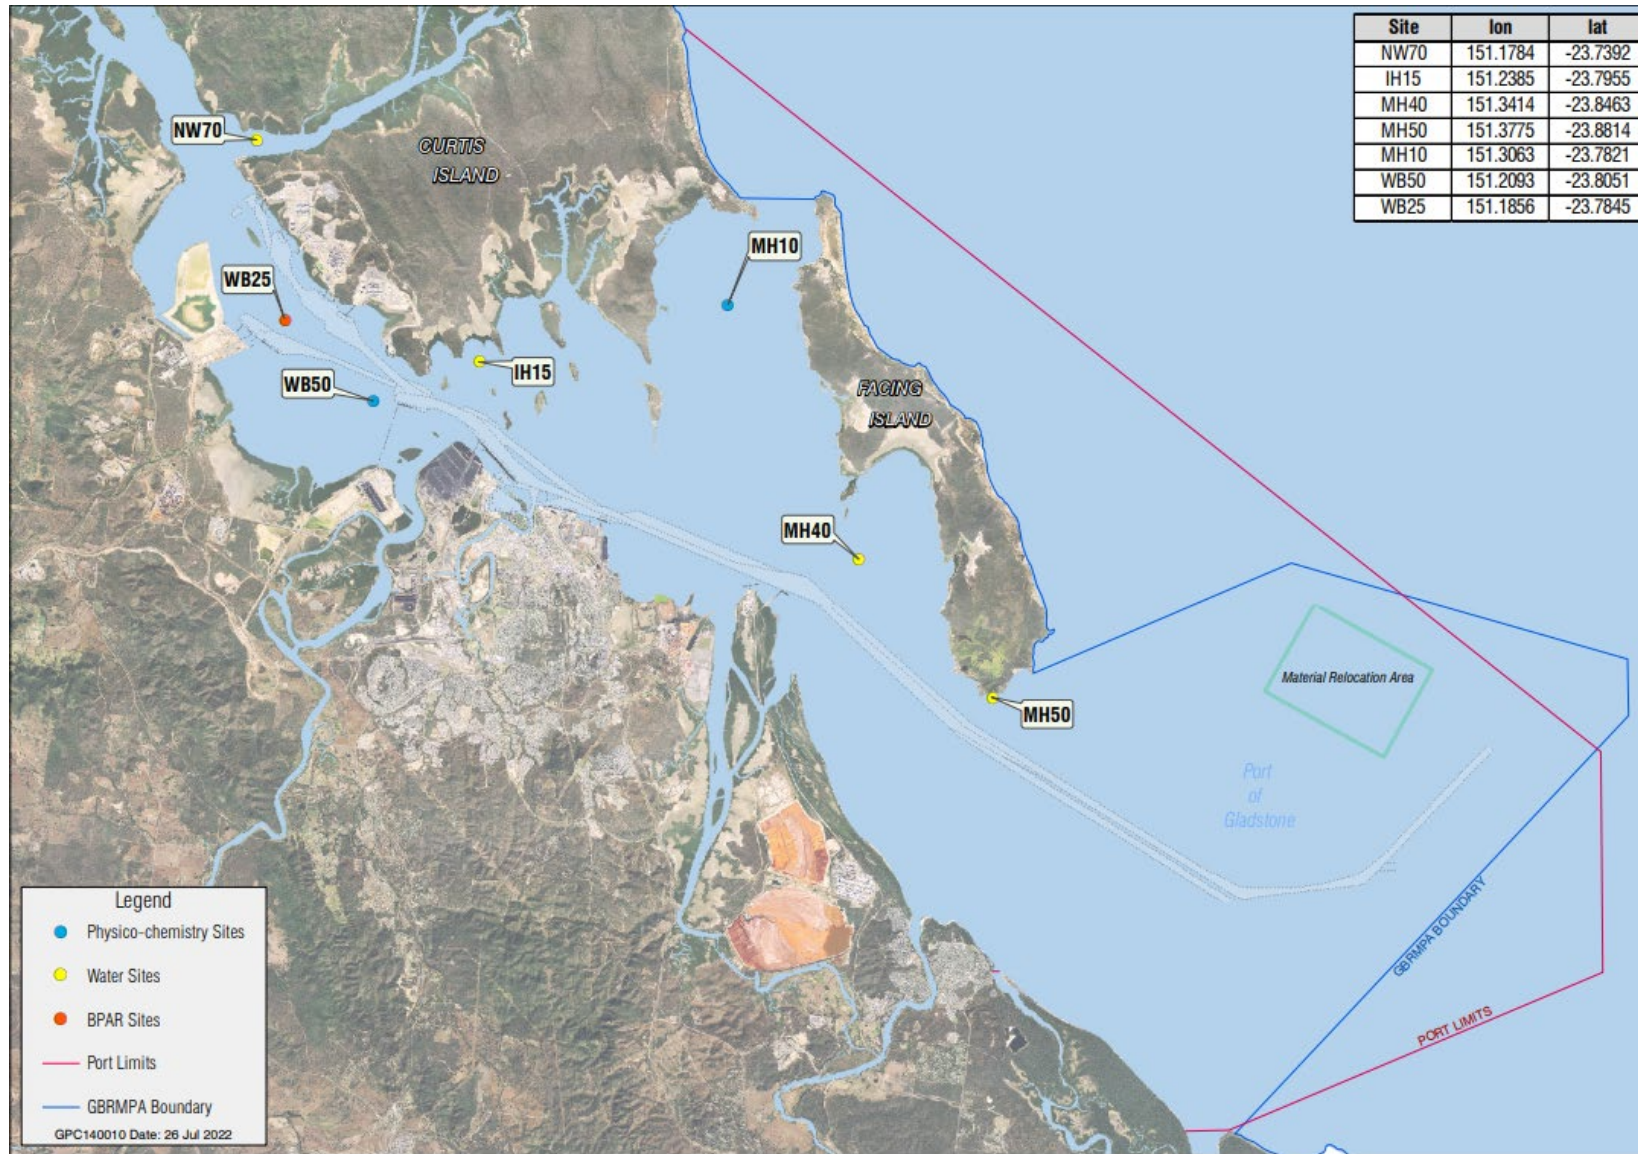 Site lon lat
NW70 151.1784 -23.7392
IH15 151.2385 -23.7955
MH40 151.3414 -23.8463
MH50 151.3775 -23.8814
MH10 151.3063 -23.7821
WB50 151.2093 -23.8051
WB25 151.1856 -23.7845
NW70
CURTIS
ISLAND
MH10
WB25
IH15
WB50
FACING
ISLAND
MH40
Material Relocation Area
MH50
Port
of
Gladstone
GBRMPA BOUNDARY
PORT LIMITS
Legend
Physico-chemistry Sites
Water Sites
BPAR Sites
Port Limits
GBRMPA Boundary
GPC140010 Date: 26 Jul 2022